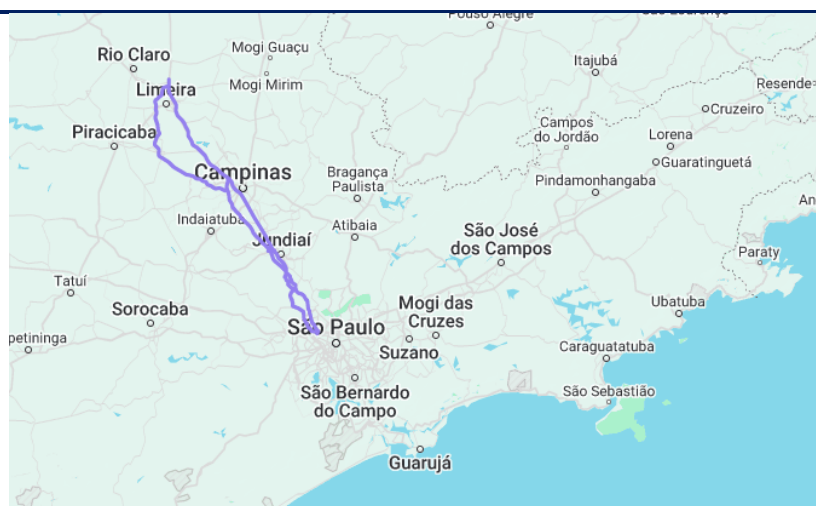 Pouso Alegre
Rio Claro
Mogi Guaçu
Itajubá
Mogi Mirim
Resende
Limeira
Cruzeiro
Campos
do Jordão
Piracicaba
Lorena
Guaratinguetá
Campinas
Bragança
Paulista
Pindamonhangaba
An
Indaiatuba
Atibaia
São José
dos Campos
Jundiaí
Paraty
Tatuí
Mogi das
Cruzes
Ubatuba
Sorocaba
São Paulo
petininga
Suzano
Caraguatatuba
São Bernardo
do Campo
São Sebastião
Guarujá